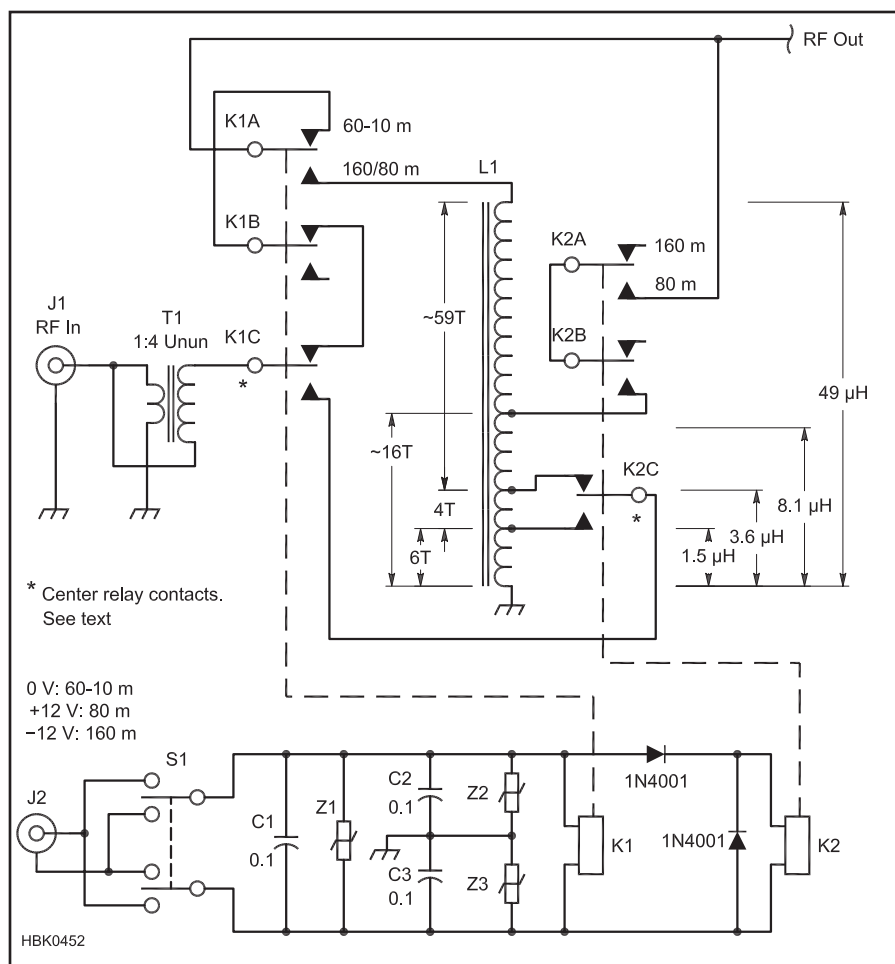 RF Out
K1A
60-10 m
160/80 m
L1
K1B
K2A
160 m
80 m
J1
RF In
T1
1:4 Unun
K1C
*
~59T
K2B
49 µH
~16T
K2C
*
8.1 µH
4T
3.6 µH
6T
1.5 µH
* Center relay contacts.
See text
0 V: 60-10 m
+12 V: 80 m
−12 V: 160 m
S1
J2
C1
0.1
Z1
C2
0.1
Z2
C3
0.1
Z3
K1
1N4001
1N4001
K2
HBK0452